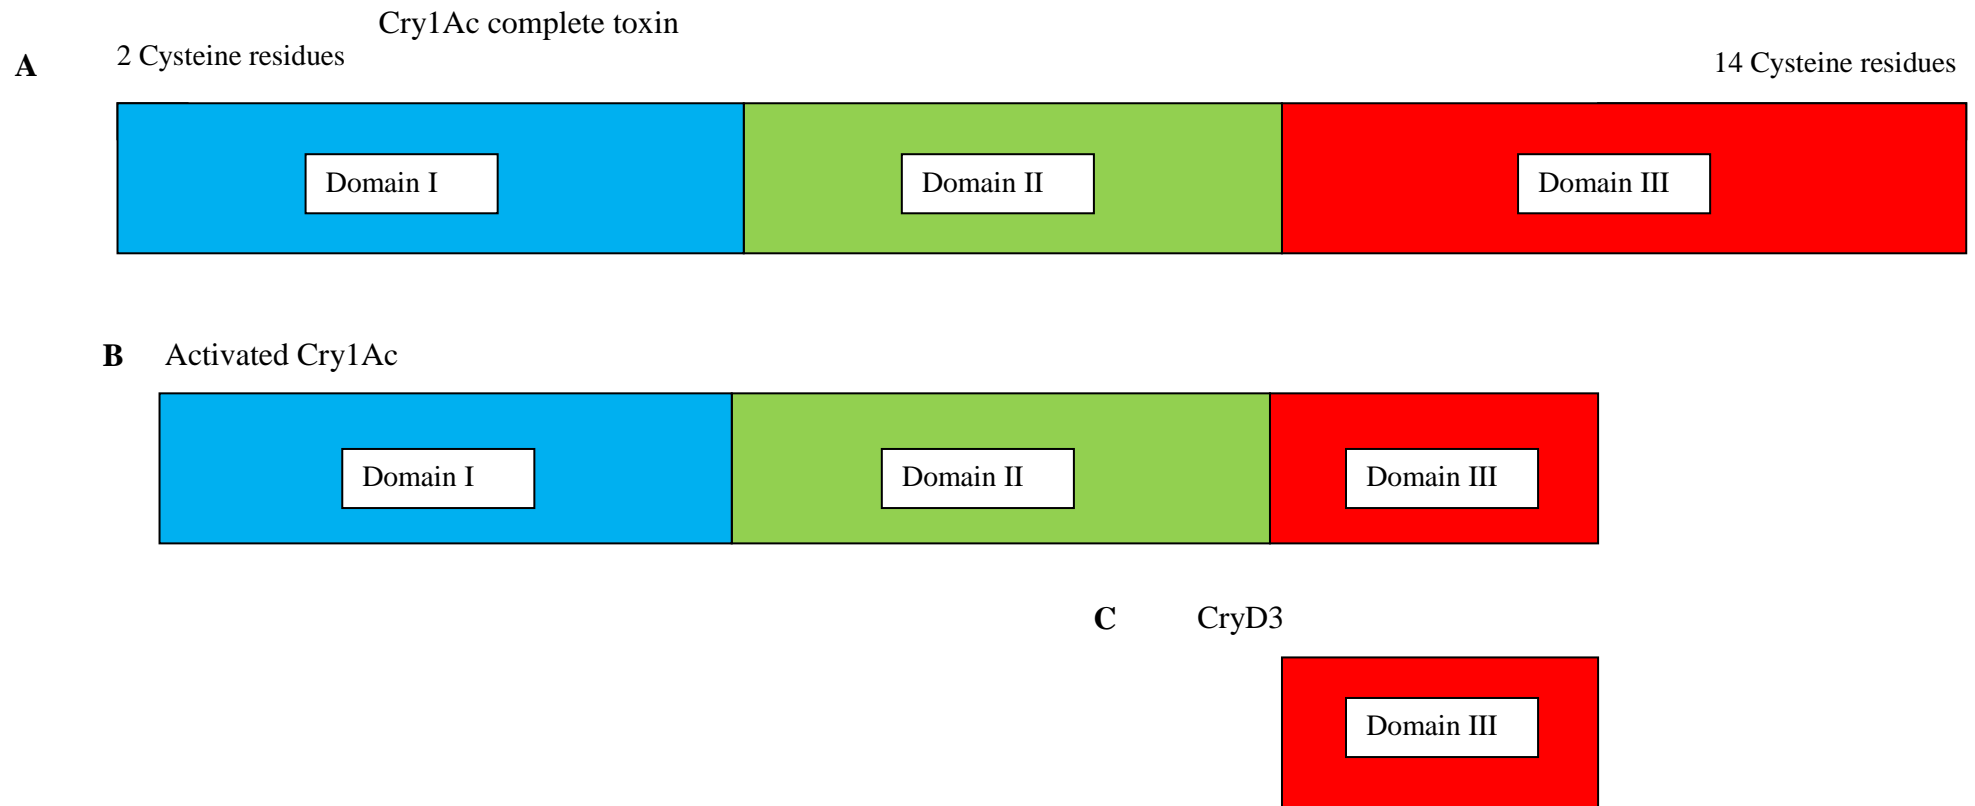 Cry1Ac complete toxin
A
2 Cysteine residues
14 Cysteine residues
Domain I
Domain II
Domain III
B Activated Cry1Ac
Domain I
Domain II
Domain III
C CryD3
Domain III